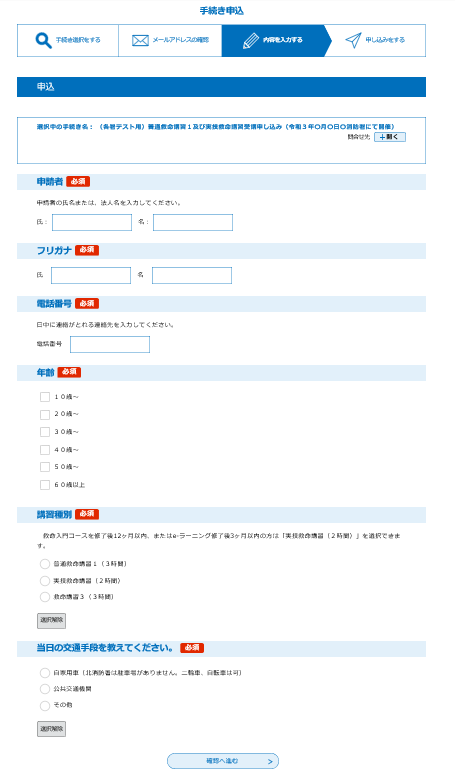 手続き申込
手続き選択をする
メールアドレスの確認
内容を入力する
申し込みをする
申込
選択中の手続き名： （各署テスト用）普通救命講習１及び実技救命講習受講申し込み（令和３年〇月〇日〇消防署にて開催）
問合せ先 ＋開く
申請者 必須
申請者の氏名または、法人名を入力してください。
氏： 名：
フリガナ 必須
氏 名
電話番号 必須
日中に連絡がとれる連絡先を入力してください。
電話番号
年齢 必須
１０歳～
２０歳～
３０歳～
４０歳～
５０歳～
６０歳以上
講習種別 必須
救命入門コースを修了後12ヶ月以内、またはe-ラーニング修了後3ヶ月以内の方は「実技救命講習（２時間）」を選択できま
す。
普通救命講習１（３時間）
実技救命講習（２時間）
救命講習３（３時間）
選択解除
当日の交通手段を教えてください。 必須
自家用車（北消防署は駐車場がありません。二輪車、自転車は可）
公共交通機関
その他
選択解除
確認へ進む